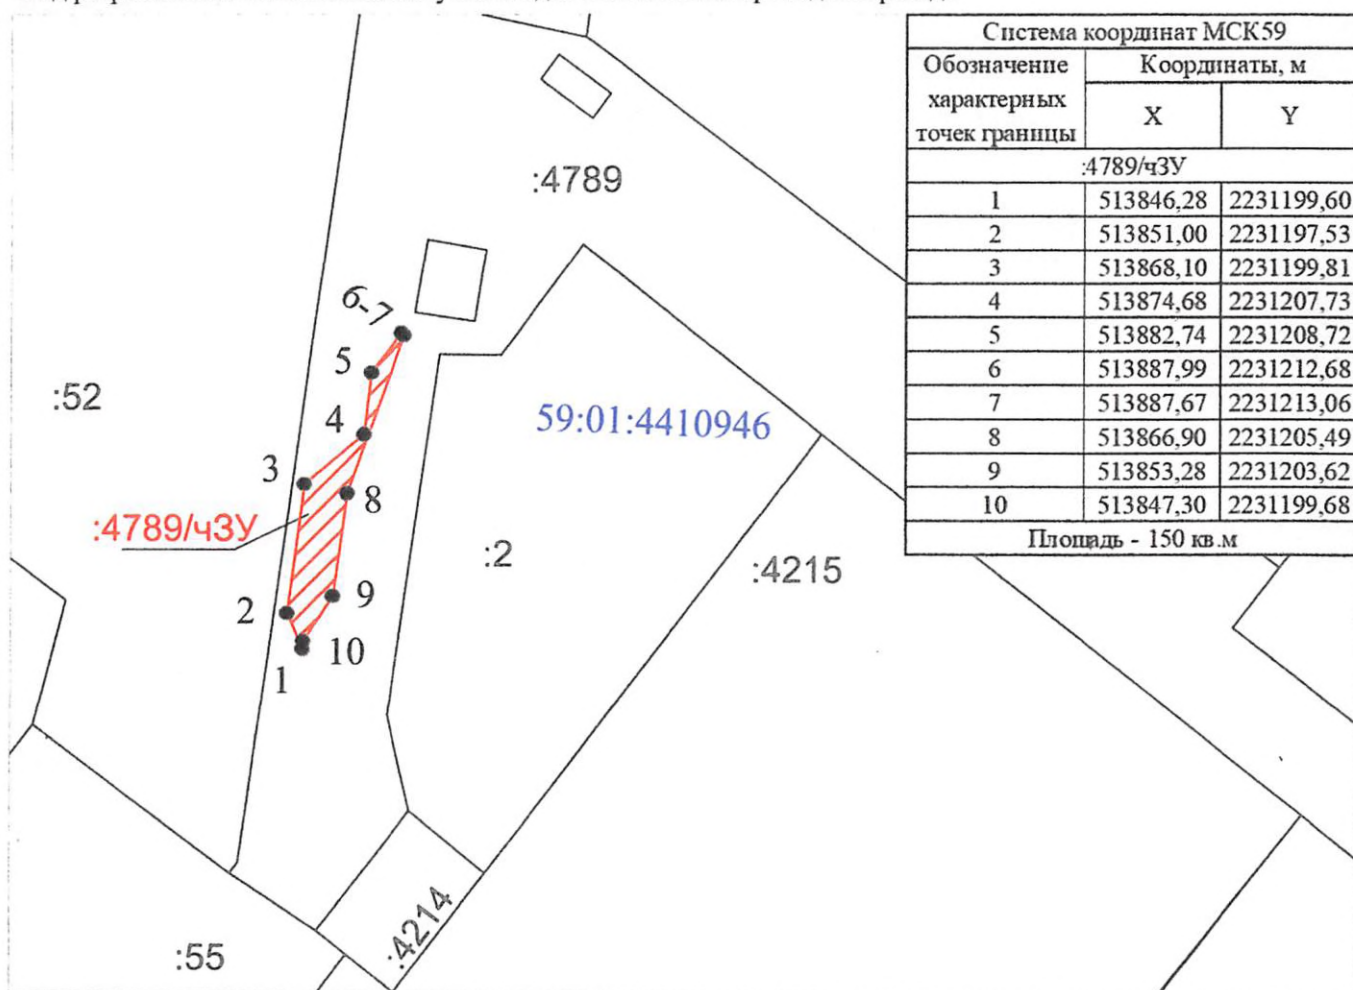 Система координат МСК59
Обозначение характерных точек границы
Координаты, м
X Y
:4789/чЗУ
1 513846,28 2231199,60
2 513851,00 2231197,53
3 513868,10 2231199,81
4 513874,68 2231207,73
5 513882,74 2231208,72
6 513887,99 2231212,68
7 513887,67 2231213,06
8 513866,90 2231205,49
9 513853,28 2231203,62
10 513847,30 2231199,68
Площадь - 150 кв.м
:4789
6-7
5
:52
4
59:01:4410946
3
8
:4789/чЗУ
:2
:4215
9
2
10
1
:4214
:55